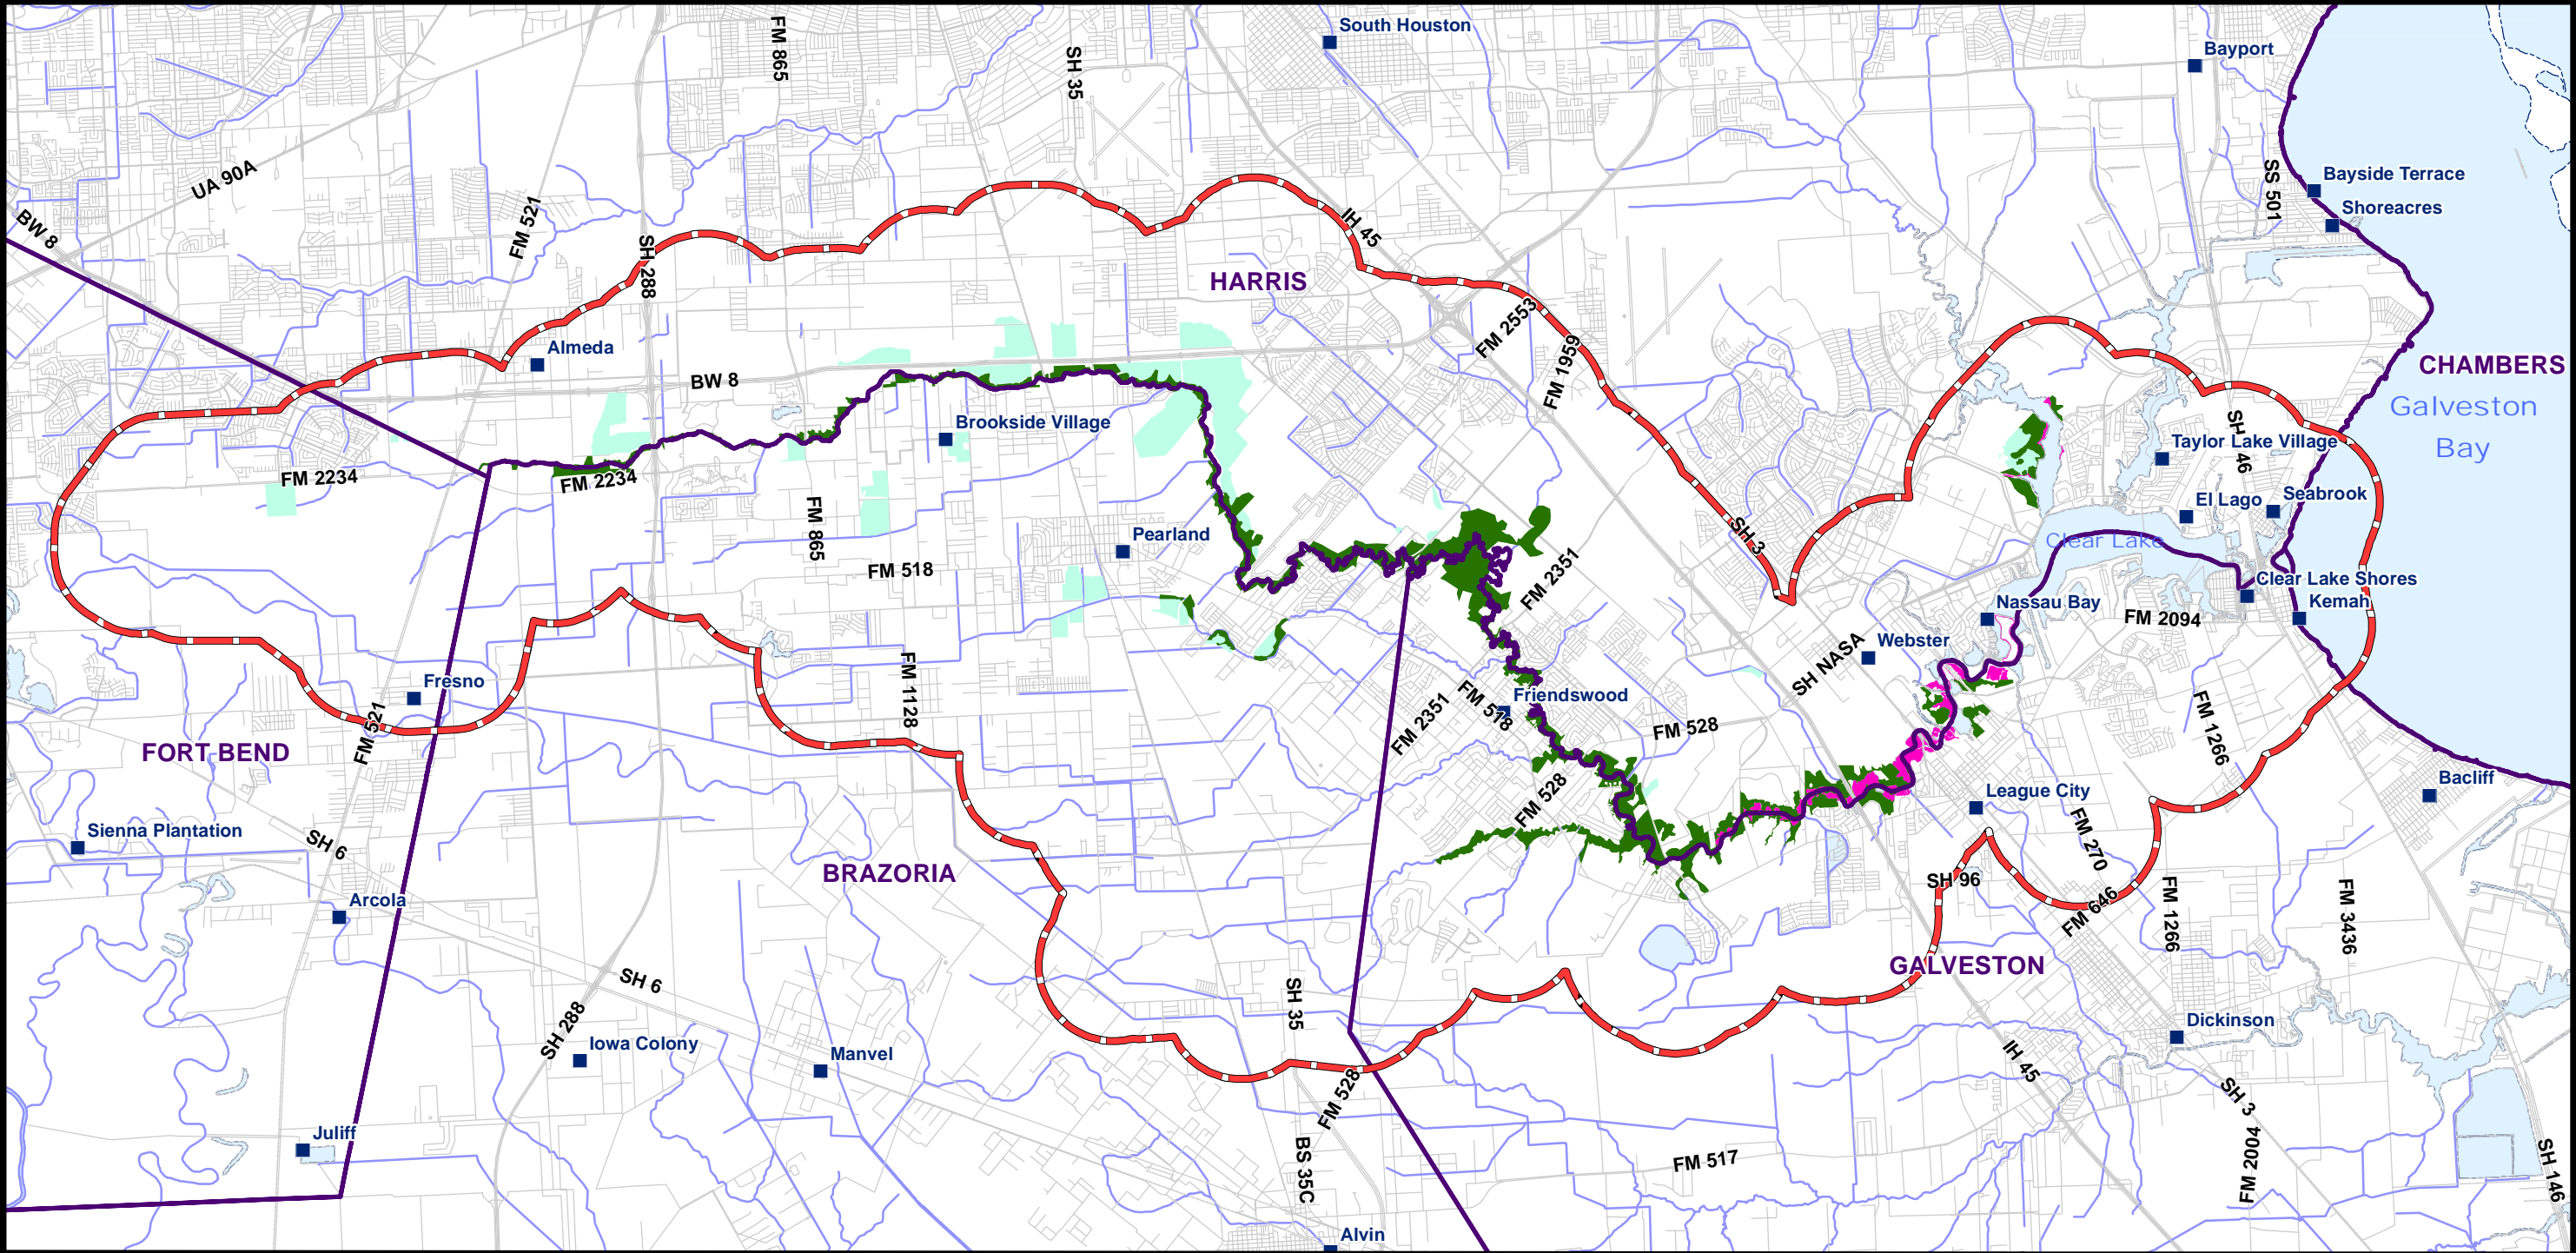 South Houston
Bayport
FM 865
SH 35
UA 90A
BW 8
FM 521
SH 288
IH 45
SS 501
Bayside Terrace
Shoreacres
HARRIS
FM 2553
FM 1959
Almeda
BW 8
CHAMBERS
Galveston
Bay
Brookside Village
SH 46
Taylor Lake Village
FM 2234
FM 2234
FM 865
El Lago
Seabrook
Pearland
SH 3
Clear Lake
FM 518
FM 2351
Clear Lake Shores
Nassau Bay
Kemah
FM 2094
Webster
SH NASA
Fresno
FM 1128
FM 521
FM 2351
FM 518
Friendswood
FM 528
FM 1266
FORT BEND
Bacliff
League City
FM 528
Sienna Plantation
SH 6
FM 270
BRAZORIA
SH 96
Arcola
FM 646
FM 1266
FM 3436
GALVESTON
SH 6
SH 35
SH 288
Iowa Colony
Manvel
Dickinson
IH 45
FM 528
SH 3
Juliff
BS 35C
FM 517
FM 2004
SH 146
Alvin